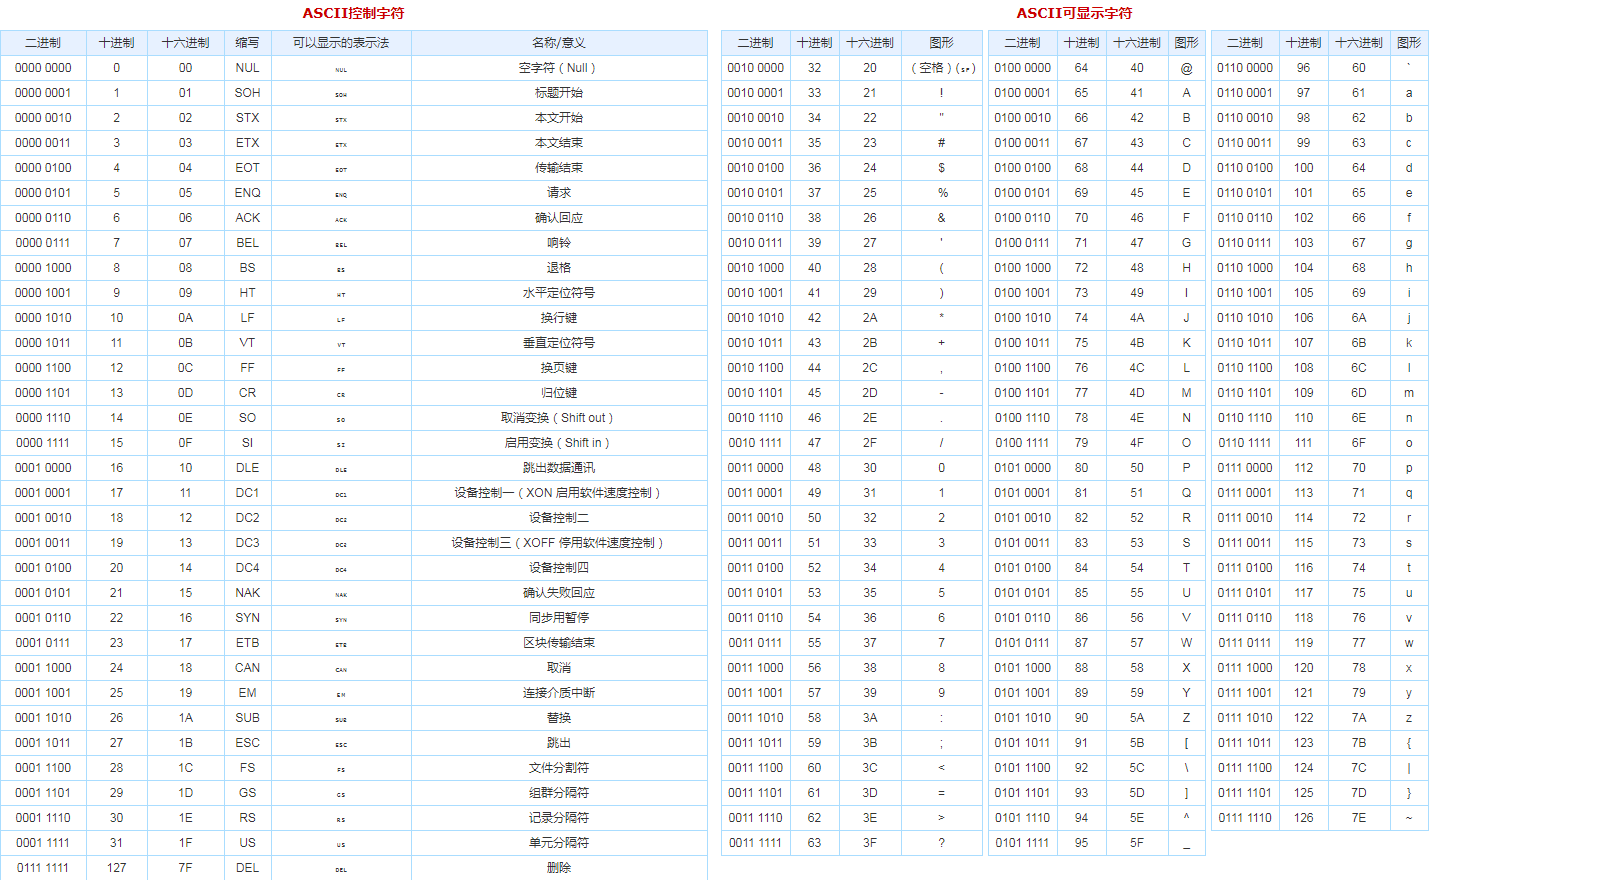 ASCII控制字符
二进制 十进制 十六进制 缩写 可以显示的表示法 名称/意义
0000 0000 0 00 NUL ␀ 空字符（Null）
0000 0001 1 01 SOH ␁ 标题开始
0000 0010 2 02 STX ␂ 本文开始
0000 0011 3 03 ETX ␃ 本文结束
0000 0100 4 04 EOT ␄ 传输结束
0000 0101 5 05 ENQ ␅ 请求
0000 0110 6 06 ACK ␆ 确认回应
0000 0111 7 07 BEL ␇ 响铃
0000 1000 8 08 BS ␈ 退格
0000 1001 9 09 HT ␉ 水平定位符号
0000 1010 10 0A LF ␊ 换行键
0000 1011 11 0B VT ␋ 垂直定位符号
0000 1100 12 0C FF ␌ 换页键
0000 1101 13 0D CR ␍ 归位键
0000 1110 14 0E SO ␎ 取消变换（Shift out）
0000 1111 15 0F SI ␏ 启用变换（Shift in）
0001 0000 16 10 DLE ␐ 跳出数据通讯
0001 0001 17 11 DC1 ␑ 设备控制一（XON 启用软件速度控制）
0001 0010 18 12 DC2 ␒ 设备控制二
0001 0011 19 13 DC3 ␓ 设备控制三（XOFF 停用软件速度控制）
0001 0100 20 14 DC4 ␔ 设备控制四
0001 0101 21 15 NAK ␕ 确认失败回应
0001 0110 22 16 SYN ␖ 同步用暂停
0001 0111 23 17 ETB ␗ 区块传输结束
0001 1000 24 18 CAN ␘ 取消
0001 1001 25 19 EM ␙ 连接介质中断
0001 1010 26 1A SUB ␚ 替换
0001 1011 27 1B ESC ␛ 跳出
0001 1100 28 1C FS ␜ 文件分割符
0001 1101 29 1D GS ␝ 组群分隔符
0001 1110 30 1E RS ␞ 记录分隔符
0001 1111 31 1F US ␟ 单元分隔符
0111 1111 127 7F DEL ␡ 删除
ASCII可显示字符
二进制 十进制 十六进制 图形
0010 0000 32 20 （空格）(␠)
0010 0001 33 21 !
0010 0010 34 22 "
0010 0011 35 23 #
0010 0100 36 24 $
0010 0101 37 25 %
0010 0110 38 26 &
0010 0111 39 27 '
0010 1000 40 28 (
0010 1001 41 29 )
0010 1010 42 2A *
0010 1011 43 2B +
0010 1100 44 2C ,
0010 1101 45 2D -
0010 1110 46 2E .
0010 1111 47 2F /
0011 0000 48 30 0
0011 0001 49 31 1
0011 0010 50 32 2
0011 0011 51 33 3
0011 0100 52 34 4
0011 0101 53 35 5
0011 0110 54 36 6
0011 0111 55 37 7
0011 1000 56 38 8
0011 1001 57 39 9
0011 1010 58 3A :
0011 1011 59 3B ;
0011 1100 60 3C <
0011 1101 61 3D =
0011 1110 62 3E >
0011 1111 63 3F ?
二进制 十进制 十六进制 图形
0100 0000 64 40 @
0100 0001 65 41 A
0100 0010 66 42 B
0100 0011 67 43 C
0100 0100 68 44 D
0100 0101 69 45 E
0100 0110 70 46 F
0100 0111 71 47 G
0100 1000 72 48 H
0100 1001 73 49 I
0100 1010 74 4A J
0100 1011 75 4B K
0100 1100 76 4C L
0100 1101 77 4D M
0100 1110 78 4E N
0100 1111 79 4F O
0101 0000 80 50 P
0101 0001 81 51 Q
0101 0010 82 52 R
0101 0011 83 53 S
0101 0100 84 54 T
0101 0101 85 55 U
0101 0110 86 56 V
0101 0111 87 57 W
0101 1000 88 58 X
0101 1001 89 59 Y
0101 1010 90 5A Z
0101 1011 91 5B [
0101 1100 92 5C \
0101 1101 93 5D ]
0101 1110 94 5E ^
0101 1111 95 5F _
二进制 十进制 十六进制 图形
0110 0000 96 60 `
0110 0001 97 61 a
0110 0010 98 62 b
0110 0011 99 63 c
0110 0100 100 64 d
0110 0101 101 65 e
0110 0110 102 66 f
0110 0111 103 67 g
0110 1000 104 68 h
0110 1001 105 69 i
0110 1010 106 6A j
0110 1011 107 6B k
0110 1100 108 6C l
0110 1101 109 6D m
0110 1110 110 6E n
0110 1111 111 6F o
0111 0000 112 70 p
0111 0001 113 71 q
0111 0010 114 72 r
0111 0011 115 73 s
0111 0100 116 74 t
0111 0101 117 75 u
0111 0110 118 76 v
0111 0111 119 77 w
0111 1000 120 78 x
0111 1001 121 79 y
0111 1010 122 7A z
0111 1011 123 7B {
0111 1100 124 7C |
0111 1101 125 7D }
0111 1110 126 7E ~